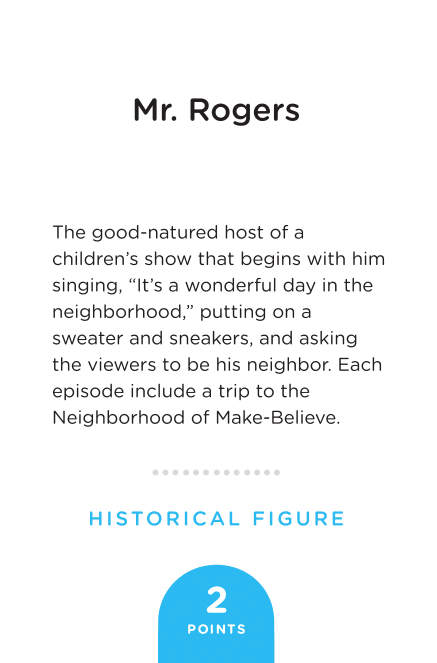 Mr. Rogers
The good-natured host of a
children’s show that begins with him
singing, “It’s a wonderful day in the
neighborhood,” putting on a
sweater and sneakers, and asking
the viewers to be his neighbor. Each
episode include a trip to the
Neighborhood of Make-Believe.
HISTORICAL FIGURE
2
POINTS